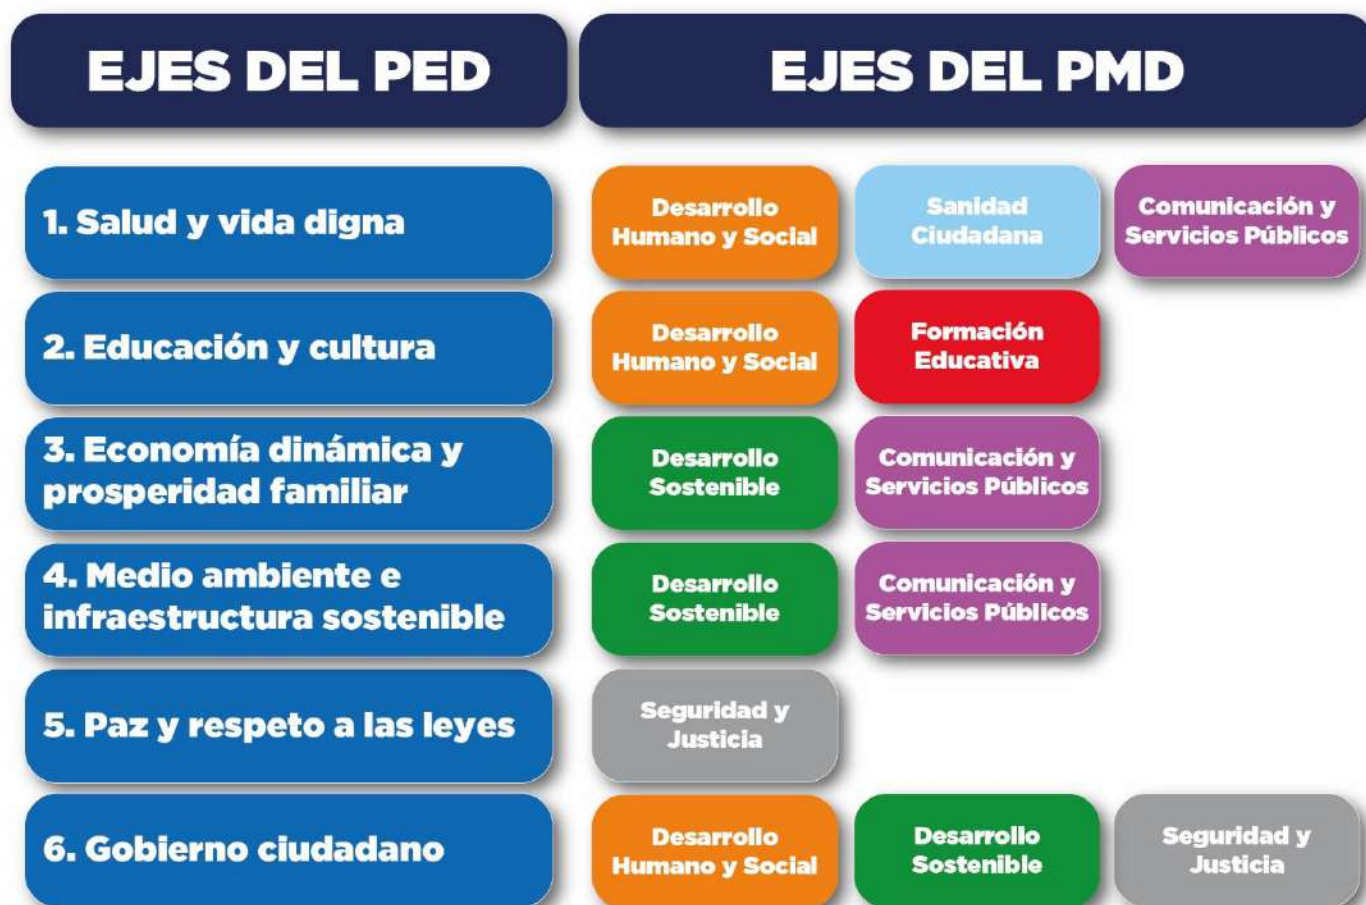 EJES DEL PED
EJES DEL PMD
1. Salud y vida digna
Desarrollo
Humano y Social
Sanidad
Ciudadana
Comunicación y
Servicios Públicos
2. Educación y cultura
Desarrollo
Humano y Social
Formación
Educativa
3. Economía dinámica y
prosperidad familiar
Desarrollo
Sostenible
Comunicación y
Servicios Públicos
4. Medio ambiente e
infraestructura sostenible
Desarrollo
Sostenible
Comunicación y
Servicios Públicos
5. Paz y respeto a las leyes
Seguridad y
Justicia
6. Gobierno ciudadano
Desarrollo
Humano y Social
Desarrollo
Sostenible
Seguridad y
Justicia